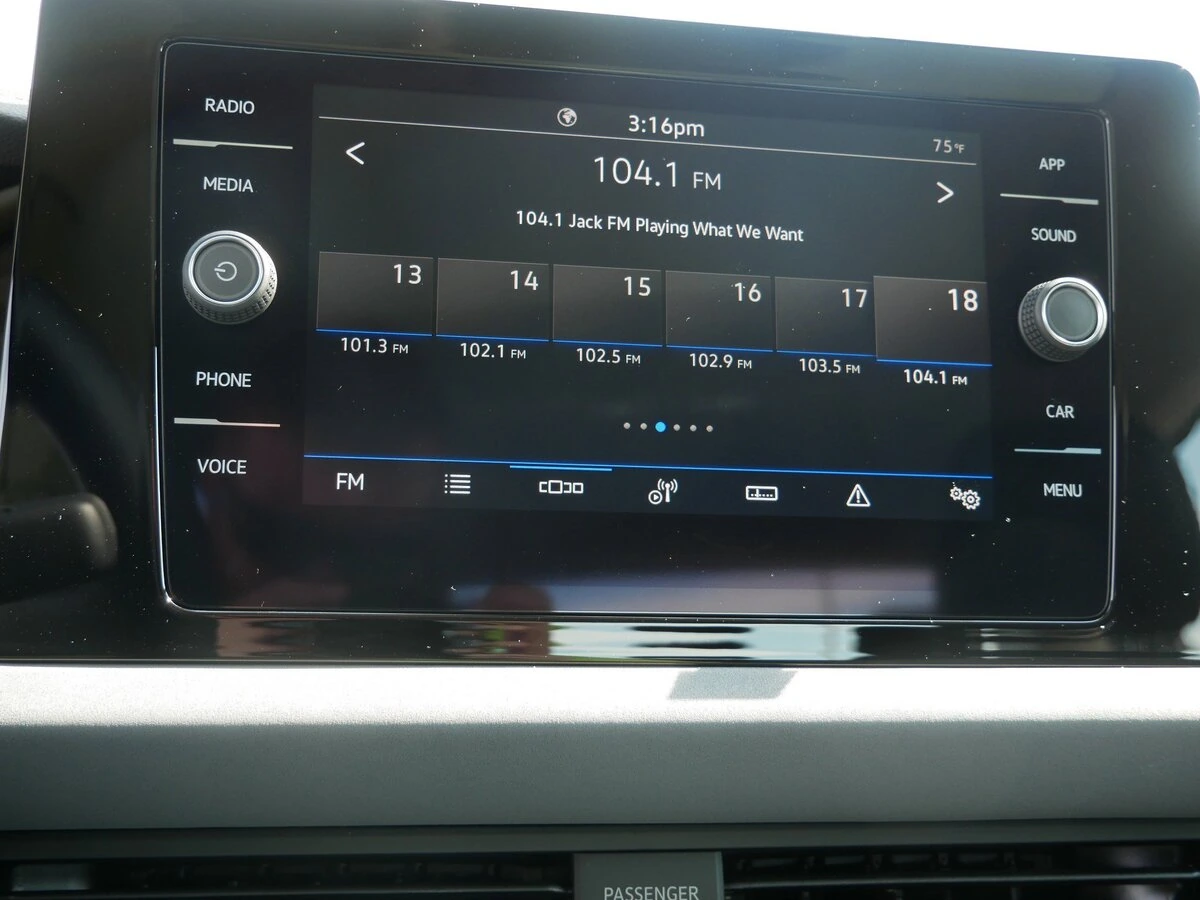 RADIO
MEDIA
PHONE
VOICE
3:16pm
75°F
104.1 FM
104.1 Jack FM Playing What We Want
13 14 15 16 17 18
101.3 FM 102.1 FM 102.5 FM 102.9 FM 103.5 FM 104.1 FM
FM
APP
SOUND
CAR
MENU
PASSENGER